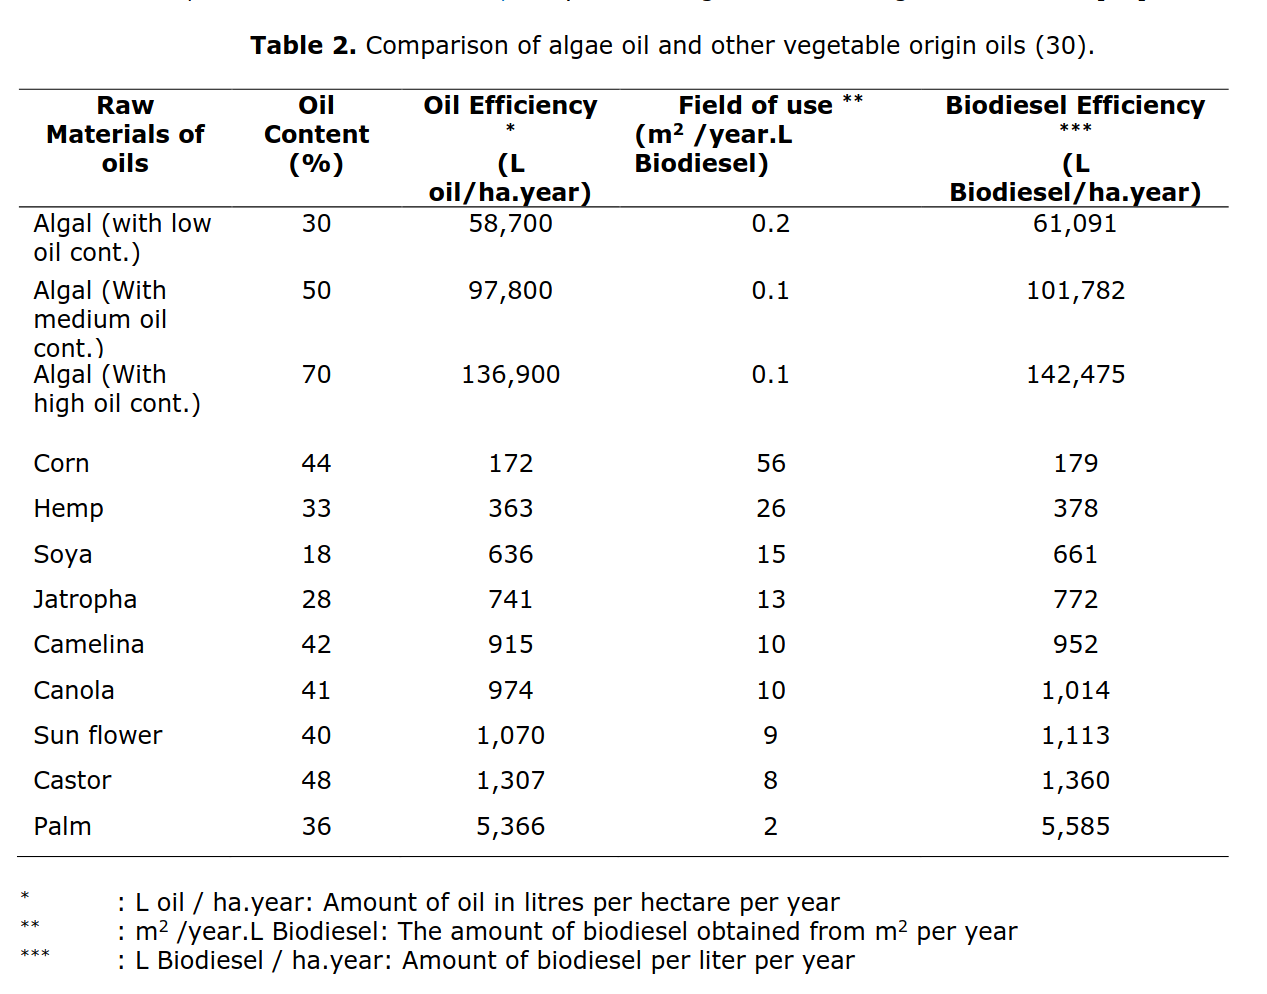 Table 2. Comparison of algae oil and other vegetable origin oils (30).
Raw Materials of oils Oil Content (%) Oil Efficiency * (L oil/ha.year) Field of use ** (m² /year.L Biodiesel) Biodiesel Efficiency *** (L Biodiesel/ha.year)
Algal (with low 30 58,700 0.2 61,091
oil cont.)
Algal (With 50 97,800 0.1 101,782
medium oil
cont.)
Algal (With 70 136,900 0.1 142,475
high oil cont.)
Corn 44 172 56 179
Hemp 33 363 26 378
Soya 18 636 15 661
Jatropha 28 741 13 772
Camelina 42 915 10 952
Canola 41 974 10 1,014
Sun flower 40 1,070 9 1,113
Castor 48 1,307 8 1,360
Palm 36 5,366 2 5,585
* : L oil / ha.year: Amount of oil in litres per hectare per year
** : m² /year.L Biodiesel: The amount of biodiesel obtained from m² per year
*** : L Biodiesel / ha.year: Amount of biodiesel per liter per year